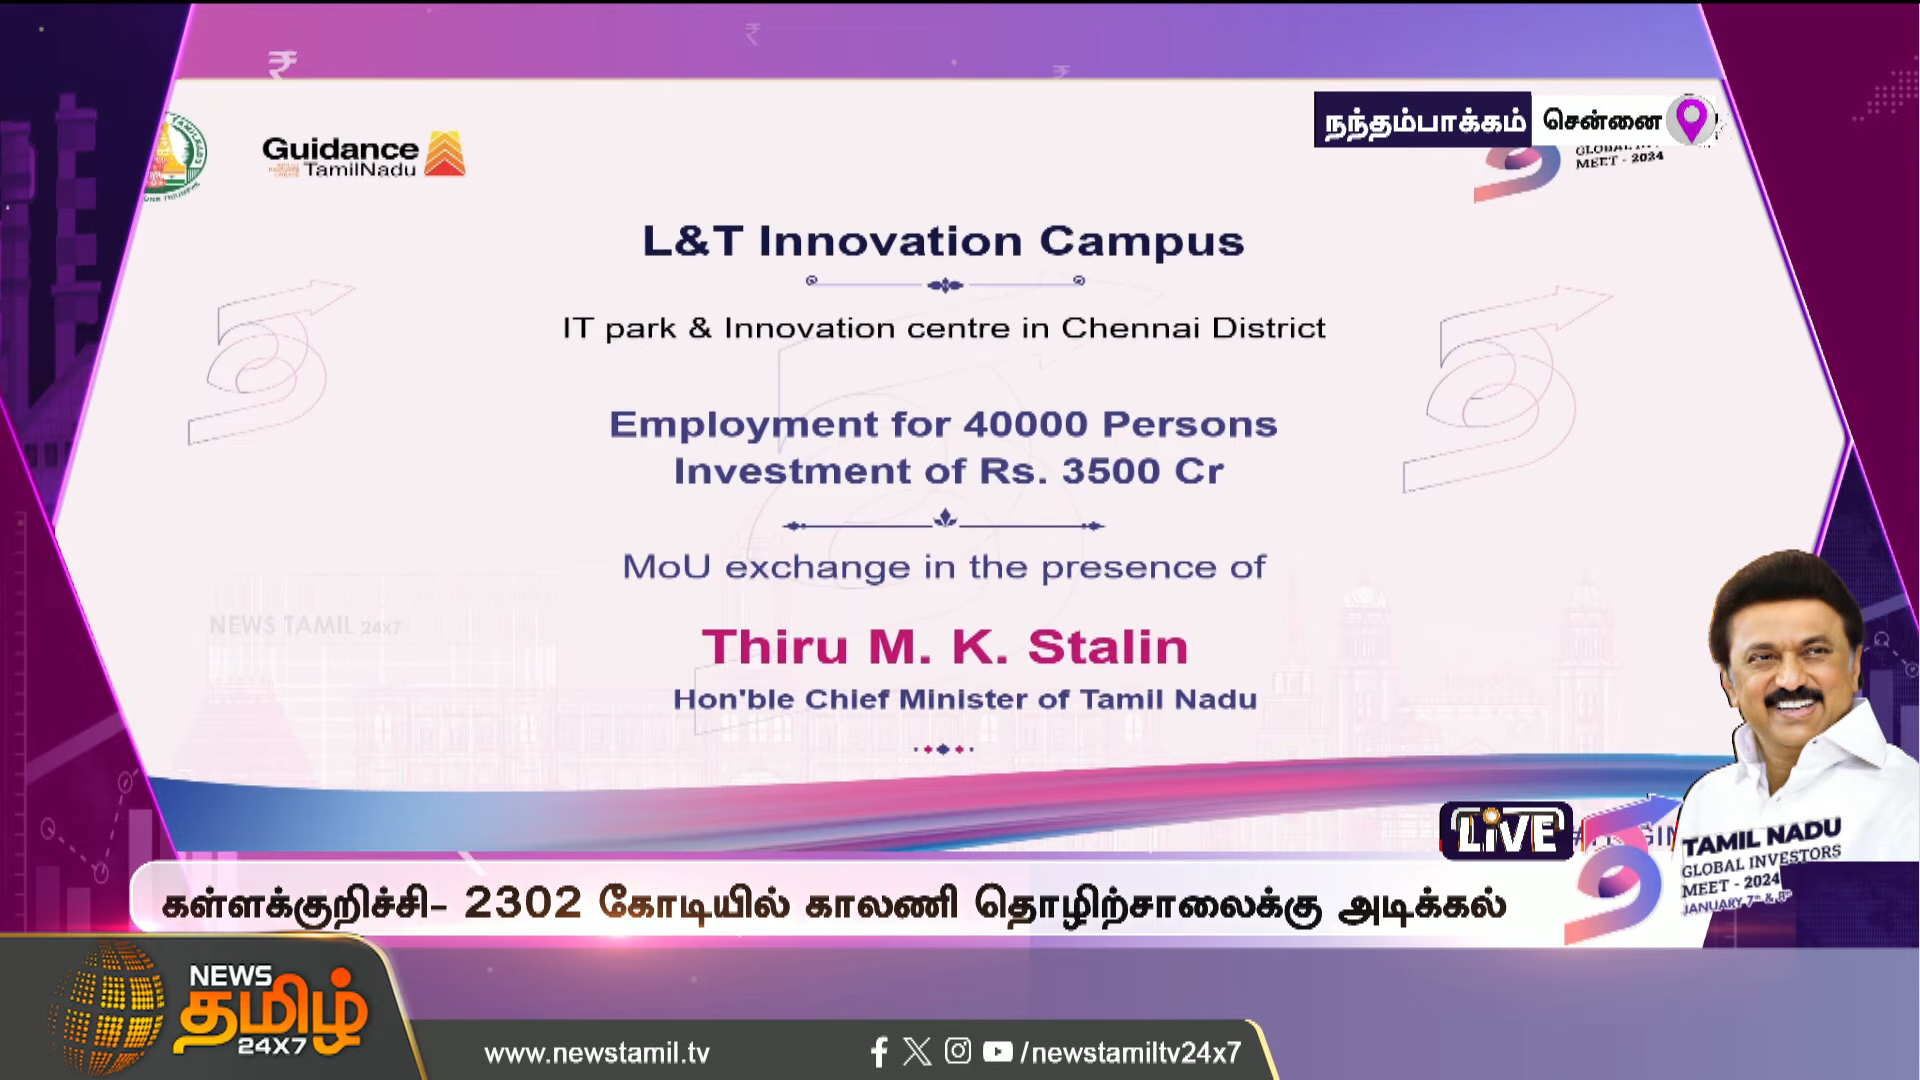 நந்தம்பாக்கம் சென்னை
Guidance
TamilNadu
MEET - 2024
L&T Innovation Campus
IT park & Innovation centre in Chennai District
Employment for 40000 Persons
Investment of Rs. 3500 Cr
MoU exchange in the presence of
NEWS TAMIL 24x7
Thiru M. K. Stalin
Hon'ble Chief Minister of Tamil Nadu
LiVE
TAMIL NADU
GLOBAL INVESTORS
MEET - 2024
JANUARY 7th & 8th
கள்ளக்குறிச்சி- 2302 கோடியில் காலணி தொழிற்சாலைக்கு அடிக்கல்
NEWS
தமிழ்
24X7
www.newstamil.tv
/newstamiltv24x7